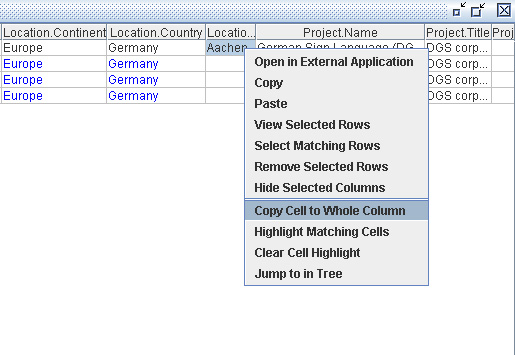 Location.Continent Location.Country Locatio... Project.Name Project.Title Proj
Europe Germany Aachen German Sign Language (DG DGS corp...
Europe Germany DGS corp...
Europe Germany DGS corp...
Europe Germany DGS corp...
Open in External Application
Copy
Paste
View Selected Rows
Select Matching Rows
Remove Selected Rows
Hide Selected Columns
Copy Cell to Whole Column
Highlight Matching Cells
Clear Cell Highlight
Jump to in Tree